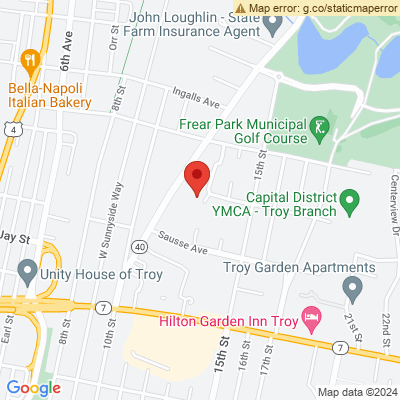 Map error: g.co/staticmaperror
John Loughlin - State
Farm Insurance Agent
Orr St
6th Ave
8th St
Bella-Napoli
Italian Bakery
Ingalls Ave
4
Frear Park Municipal
Golf Course
15th St
W Sunnyside Way
Centerview Dr
Capital District
YMCA - Troy Branch
Jay St
40
Sausse Ave
Unity House of Troy
Troy Garden Apartments
7
Hilton Garden Inn Troy
Earl St
8th St
10th St
15th St
17th St
7
21st St
22nd St
Google
Map data ©2024